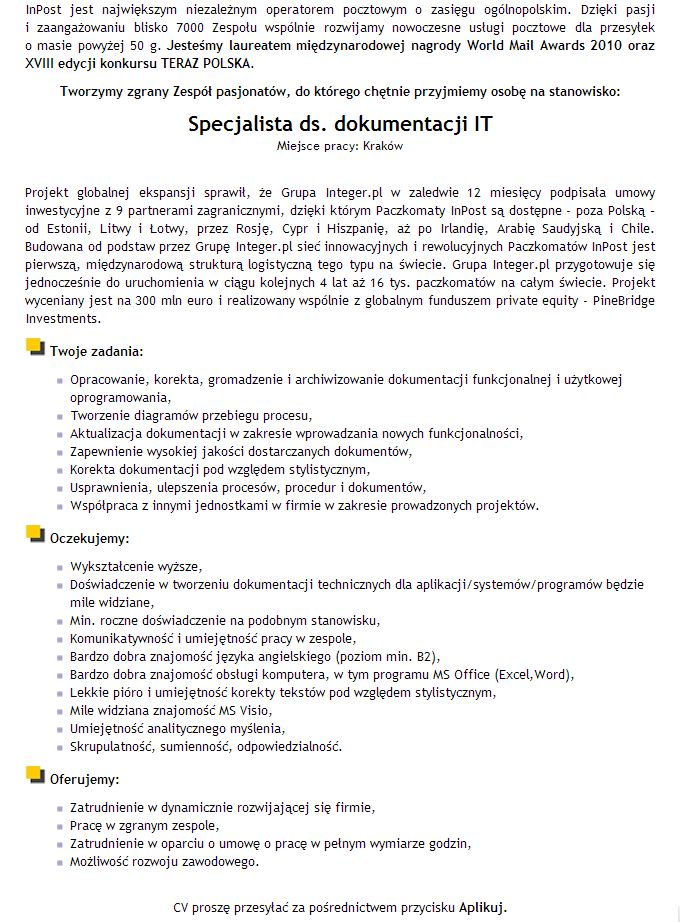 InPost jest największym niezależnym operatorem pocztowym o zasięgu ogólnopolskim. Dzięki pasji
i zaangażowaniu blisko 7000 Zespołu wspólnie rozwijamy nowoczesne usługi pocztowe dla przesyłek
o masie powyżej 50 g. Jesteśmy laureatem międzynarodowej nagrody World Mail Awards 2010 oraz
XVIII edycji konkursu TERAZ POLSKA.
Tworzymy zgrany Zespół pasjonatów, do którego chętnie przyjmiemy osobę na stanowisko:
Specjalista ds. dokumentacji IT
Miejsce pracy: Kraków
Projekt globalnej ekspansji sprawił, że Grupa Integer.pl w zaledwie 12 miesięcy podpisała umowy
inwestycyjne z 9 partnerami zagranicznymi, dzięki którym Paczkomaty InPost są dostępne - poza Polską -
od Estonii, Litwy i Łotwy, przez Rosję, Cypr i Hiszpanię, aż po Irlandię, Arabię Saudyjską i Chile.
Budowana od podstaw przez Grupę Integer.pl sieć innowacyjnych i rewolucyjnych Paczkomatów InPost jest
pierwszą, międzynarodową strukturą logistyczną tego typu na świecie. Grupa Integer.pl przygotowuje się
jednocześnie do uruchomienia w ciągu kolejnych 4 lat aż 16 tys. paczkomatów na całym świecie. Projekt
wyceniany jest na 300 mln euro i realizowany wspólnie z globalnym funduszem private equity - PineBridge
Investments.
Twoje zadania:
Opracowanie, korekta, gromadzenie i archiwizowanie dokumentacji funkcjonalnej i użytkowej
oprogramowania,
Tworzenie diagramów przebiegu procesu,
Aktualizacja dokumentacji w zakresie wprowadzania nowych funkcjonalności,
Zapewnienie wysokiej jakości dostarczanych dokumentów,
Korekta dokumentacji pod względem stylistycznym,
Usprawnienia, ulepszenia procesów, procedur i dokumentów,
Współpraca z innymi jednostkami w firmie w zakresie prowadzonych projektów.
Oczekujemy:
Wykształcenie wyższe,
Doświadczenie w tworzeniu dokumentacji technicznych dla aplikacji/systemów/programów będzie
mile widziane,
Min. roczne doświadczenie na podobnym stanowisku,
Komunikatywność i umiejętność pracy w zespole,
Bardzo dobra znajomość języka angielskiego (poziom min. B2),
Bardzo dobra znajomość obsługi komputera, w tym programu MS Office (Excel,Word),
Lekkie pióro i umiejętność korekty tekstów pod względem stylistycznym,
Mile widziana znajomość MS Visio,
Umiejętność analitycznego myślenia,
Skrupulatność, sumienność, odpowiedzialność.
Oferujemy:
Zatrudnienie w dynamicznie rozwijającej się firmie,
Pracę w zgranym zespole,
Zatrudnienie w oparciu o umowę o pracę w pełnym wymiarze godzin,
Możliwość rozwoju zawodowego.
CV proszę przesyłać za pośrednictwem przycisku Aplikuj.